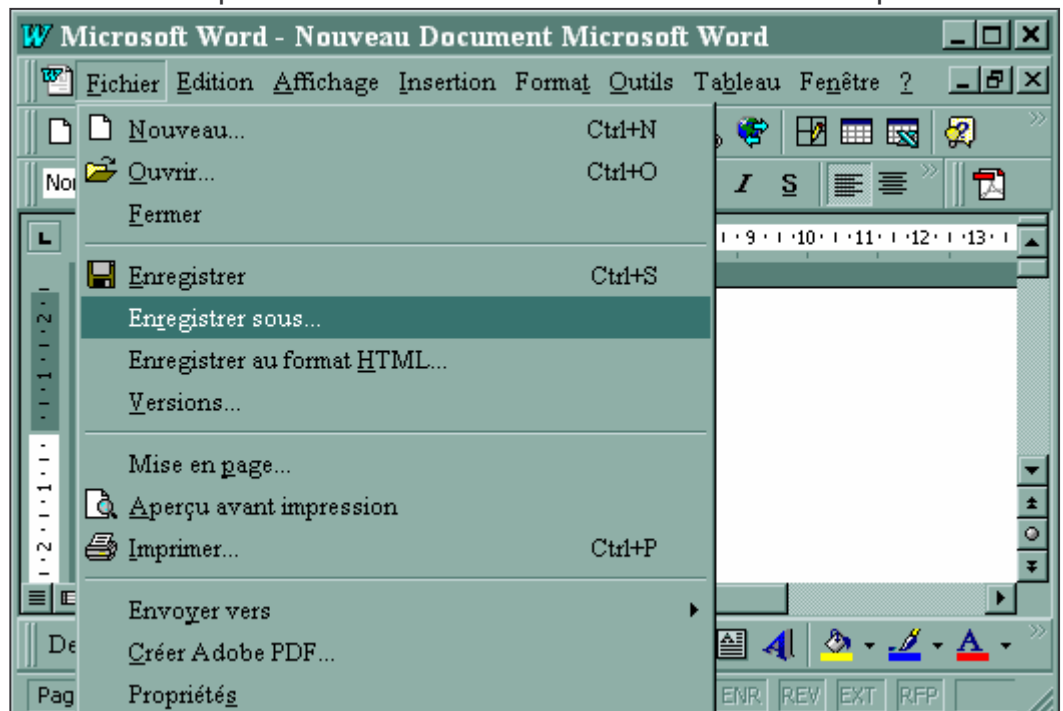 Microsoft Word - Nouveau Document Microsoft Word
Fichier Edition Affichage Insertion Format Outils Tableau Fenêtre ?
Nouveau... Ctrl+N
Ouvrir... Ctrl+O
I S
Fermer
9 10 11 12 13
Enregistrer Ctrl+S
Enregistrer sous...
Enregistrer au format HTML...
Versions...
Mise en page...
Aperçu avant impression
Imprimer... Ctrl+P
Envoyer vers
Créer Adobe PDF...
Propriétés
ENR REV EXT RFP